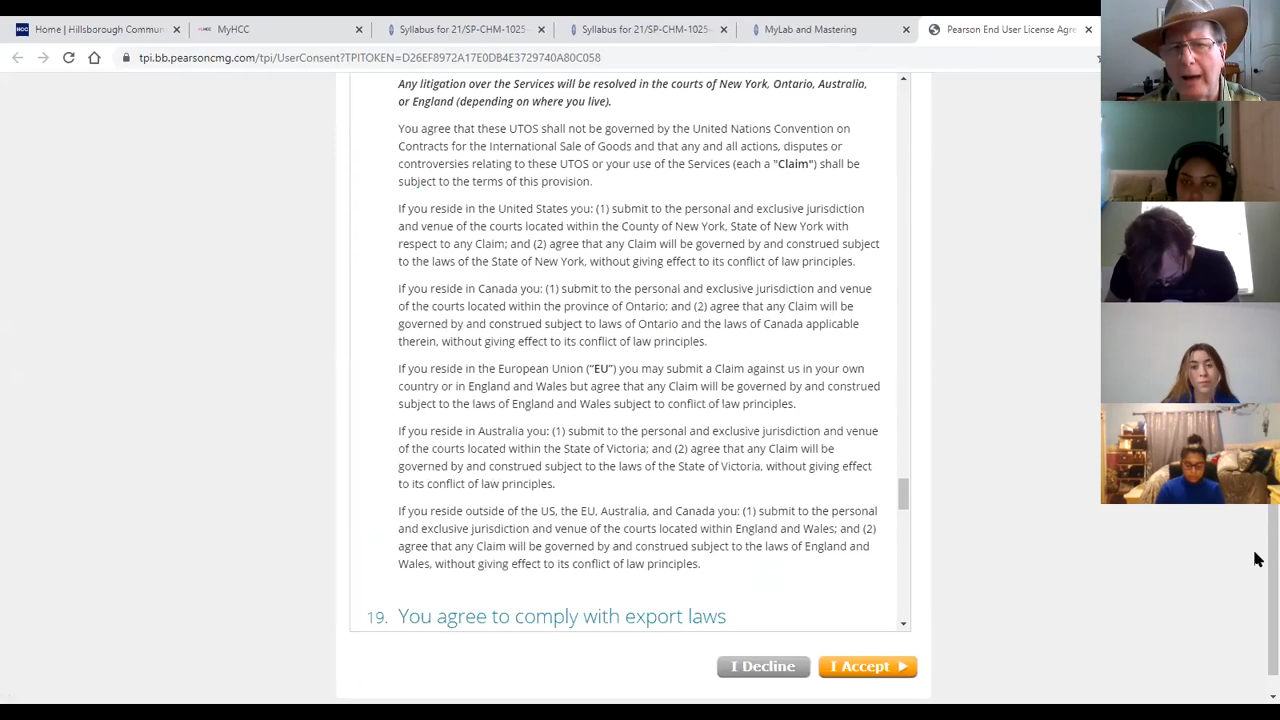 Home | Hillsborough Commu
MyHCC
Syllabus for 21/SP-CHM-1025-
Syllabus for 21/SP-CHM-1025-
MyLab and Mastering
Pearson End User License Agre
tpi.bb.pearsoncmg.com/tpi/UserConsent?TPITOKEN=D26EF8972A17E0DB4E3729740A80C058
Any litigation over the Services will be resolved in the courts of New York, Ontario, Australia,
or England (depending on where you live).
You agree that these UTOS shall not be governed by the United Nations Convention on
Contracts for the International Sale of Goods and that any and all actions, disputes or
controversies relating to these UTOS or your use of the Services (each a "Claim") shall be
subject to the terms of this provision.
If you reside in the United States you: (1) submit to the personal and exclusive jurisdiction
and venue of the courts located within the County of New York, State of New York with
respect to any Claim; and (2) agree that any Claim will be governed by and construed subject
to the laws of the State of New York, without giving effect to its conflict of law principles.
If you reside in Canada you: (1) submit to the personal and exclusive jurisdiction and venue
of the courts located within the province of Ontario; and (2) agree that any Claim will be
governed by and construed subject to laws of Ontario and the laws of Canada applicable
therein, without giving effect to its conflict of law principles.
If you reside in the European Union (“EU”) you may submit a Claim against us in your own
country or in England and Wales but agree that any Claim will be governed by and construed
subject to the laws of England and Wales subject to conflict of law principles.
If you reside in Australia you: (1) submit to the personal and exclusive jurisdiction and venue
of the courts located within the State of Victoria; and (2) agree that any Claim will be
governed by and construed subject to the laws of the State of Victoria, without giving effect
to its conflict of law principles.
If you reside outside of the US, the EU, Australia, and Canada you: (1) submit to the personal
and exclusive jurisdiction and venue of the courts located within England and Wales; and (2)
agree that any Claim will be governed by and construed subject to the laws of England and
Wales, without giving effect to its conflict of law principles.
19. You agree to comply with export laws
I Decline
I Accept